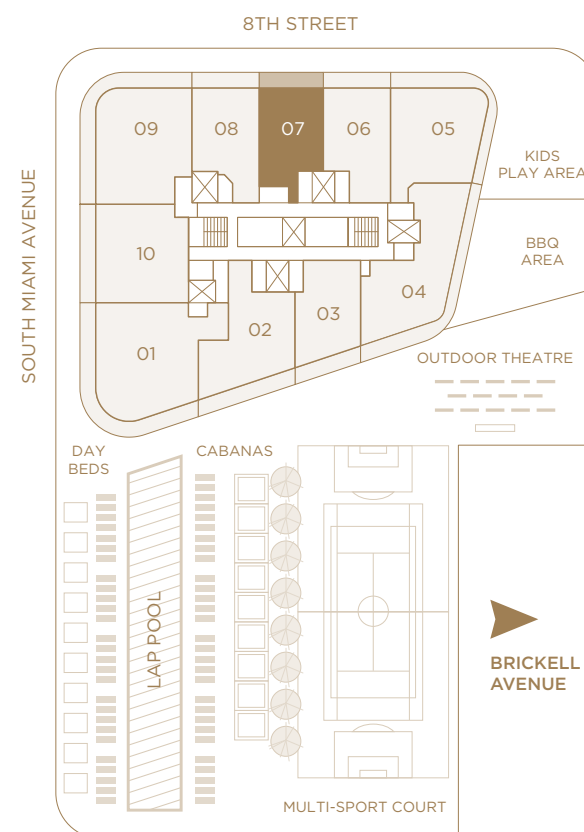 8TH STREET
SOUTH MIAMI AVENUE
09
08
07
06
05
KIDS
PLAY AREA
BBQ
AREA
10
04
03
02
01
OUTDOOR THEATRE
DAY
BEDS
CABANAS
LAP POOL
BRICKELL
AVENUE
MULTI-SPORT COURT